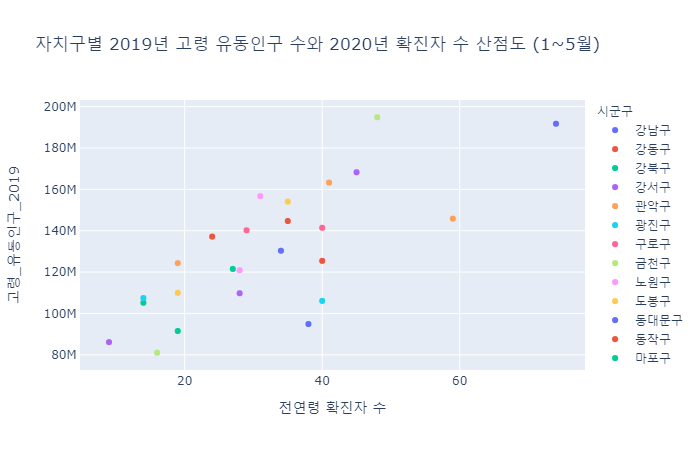 자치구별 2019년 고령 유동인구 수와 2020년 확진자 수 산점도 (1~5월)
시군구
강남구
강동구
강북구
강서구
관악구
광진구
구로구
금천구
노원구
도봉구
동대문구
동작구
마포구
고령_유동인구_2019
200M
180M
160M
140M
120M
100M
80M
20
40
60
전연령 확진자 수